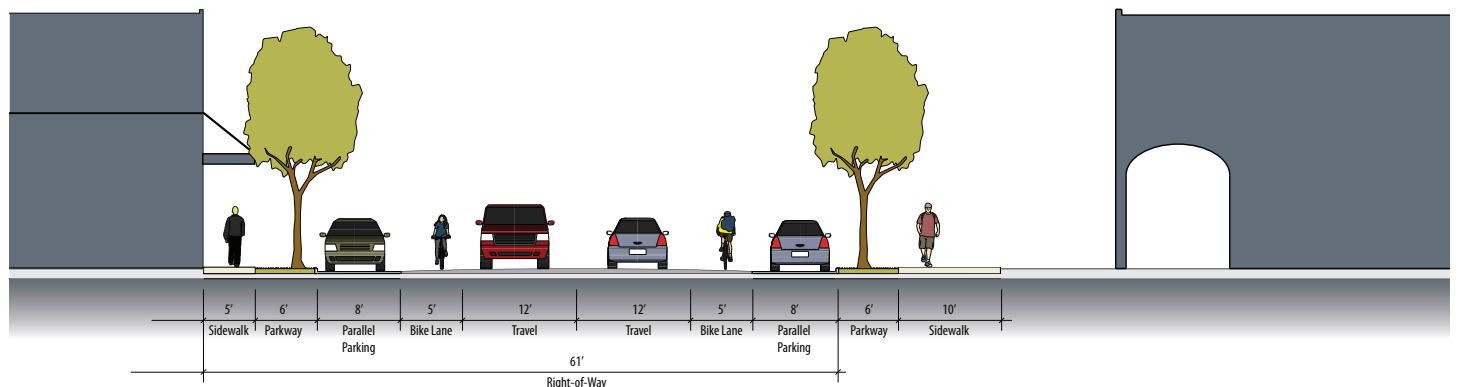 5’ 6’ 8’ 5’ 12’ 12’ 5’ 8’ 6’ 10’
Sidewalk Parkway Parallel Bike Lane Travel Travel Bike Lane Parallel Parkway Sidewalk
Parking Parking
61’
Right-of-Way